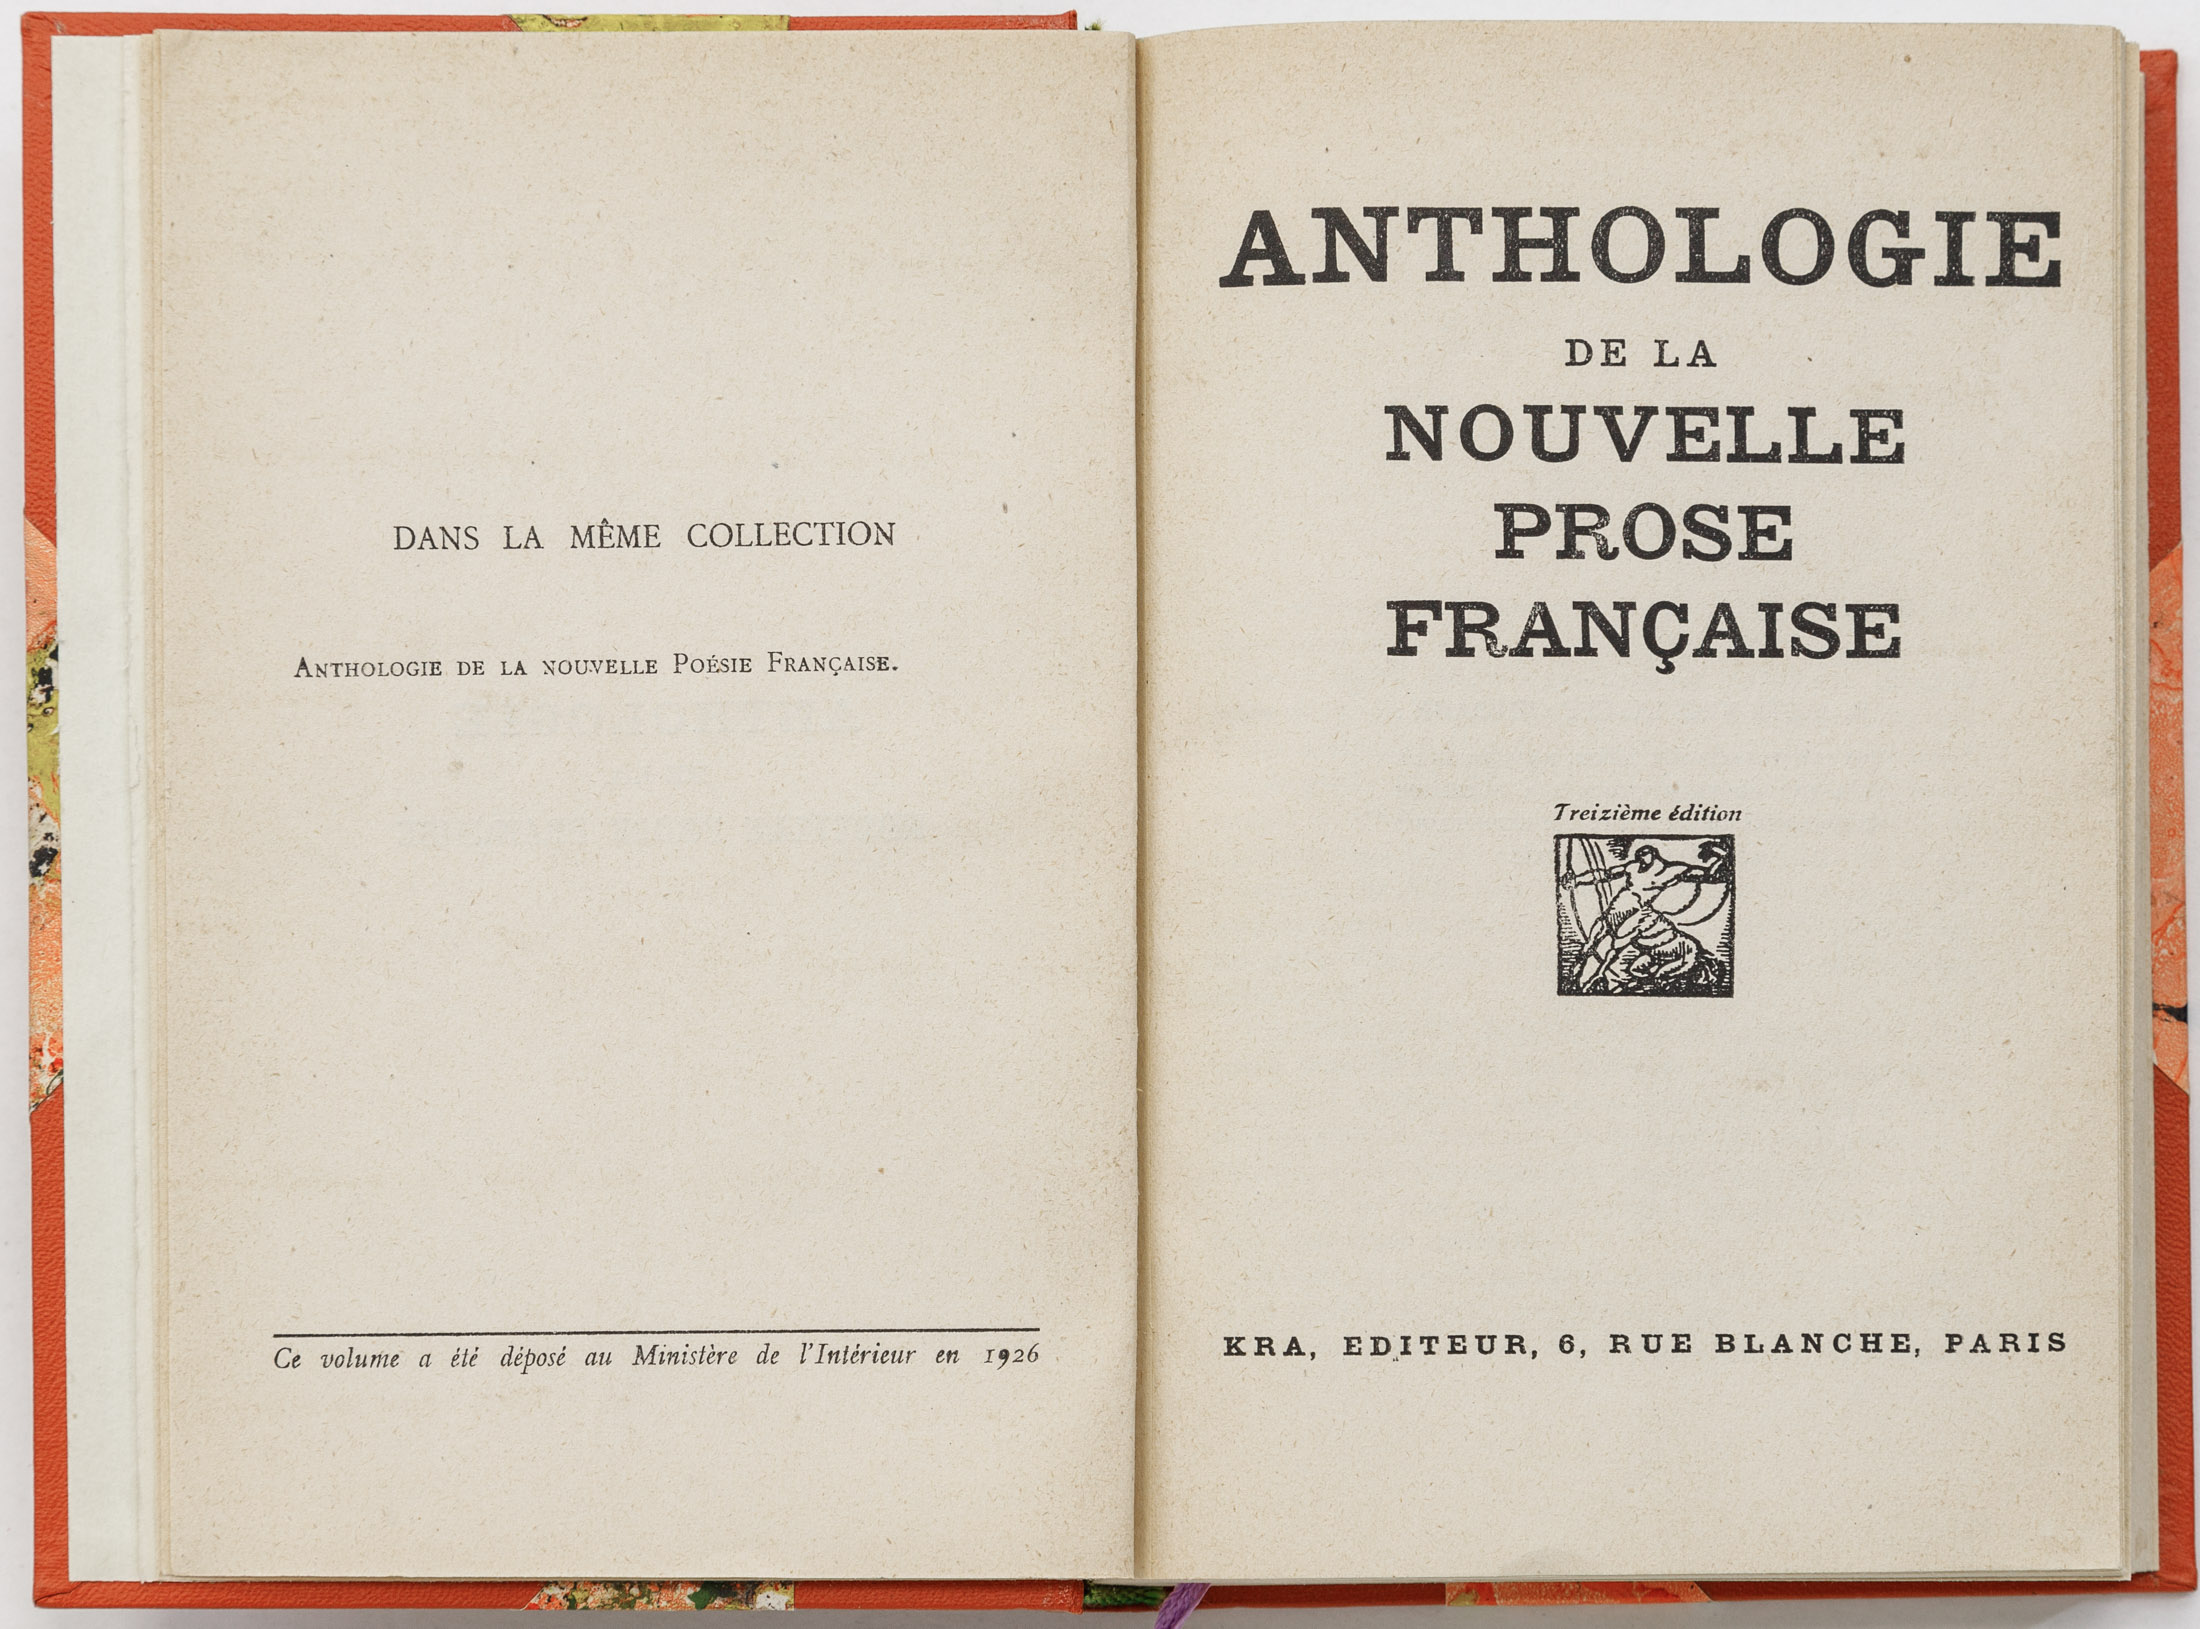 DANS LA MÊME COLLECTION
ANTHOLOGIE DE LA NOUVELLE POÉSIE FRANÇAISE.
Ce volume a été déposé au Ministère de l'Intérieur en 1926
ANTHOLOGIE
DE LA
NOUVELLE
PROSE
FRANÇAISE
Treizième édition
KRA, EDITEUR, 6, RUE BLANCHE, PARIS